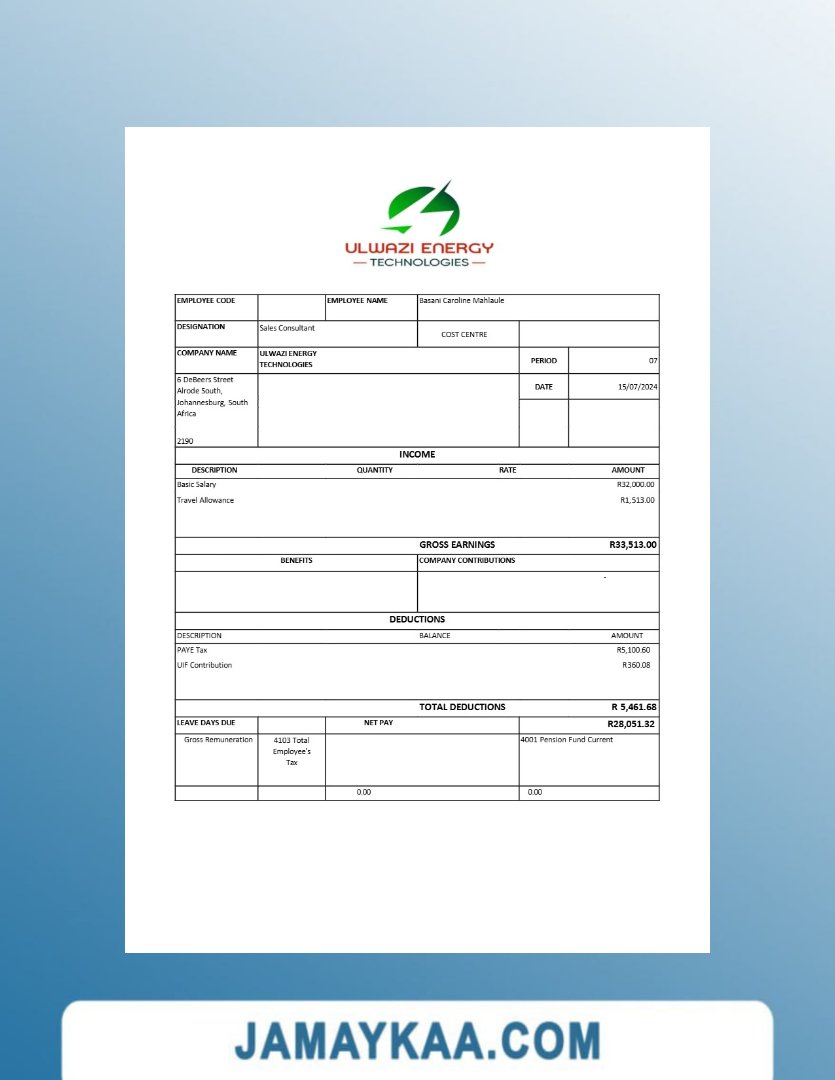 ULWAZI ENERGY
— TECHNOLOGIES —
EMPLOYEE CODE EMPLOYEE NAME Basani Caroline Mahlaule
DESIGNATION Sales Consultant COST CENTRE
COMPANY NAME ULWAZI ENERGY TECHNOLOGIES PERIOD 07
6 DeBeers Street DATE 15/07/2024
Alrode South,
Johannesburg, South
Africa
2190
INCOME
DESCRIPTION QUANTITY RATE AMOUNT
Basic Salary R32,000.00
Travel Allowance R1,513.00
GROSS EARNINGS R33,513.00
BENEFITS COMPANY CONTRIBUTIONS
-
DEDUCTIONS
DESCRIPTION BALANCE AMOUNT
PAYE Tax R5,100.60
UIF Contribution R360.08
TOTAL DEDUCTIONS R 5,461.68
LEAVE DAYS DUE NET PAY R28,051.32
Gross Remuneration 4103 Total Employee's Tax 4001 Pension Fund Current
0.00 0.00
JAMAYKAA.COM